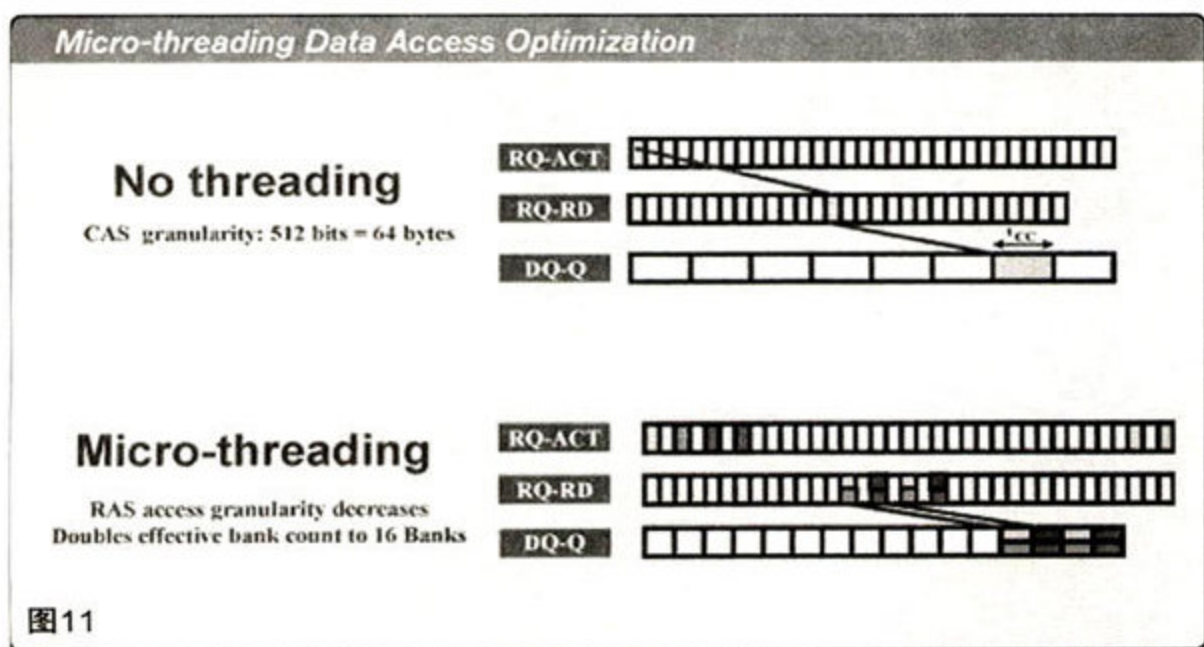 Micro-threading Data Access Optimization
No threading
CAS granularity: 512 bits = 64 bytes
RQ-ACT
RQ-RD
tCC
DQ-Q
Micro-threading
RAS access granularity decreases
Doubles effective bank count to 16 Banks
RQ-ACT
RQ-RD
DQ-Q
图11